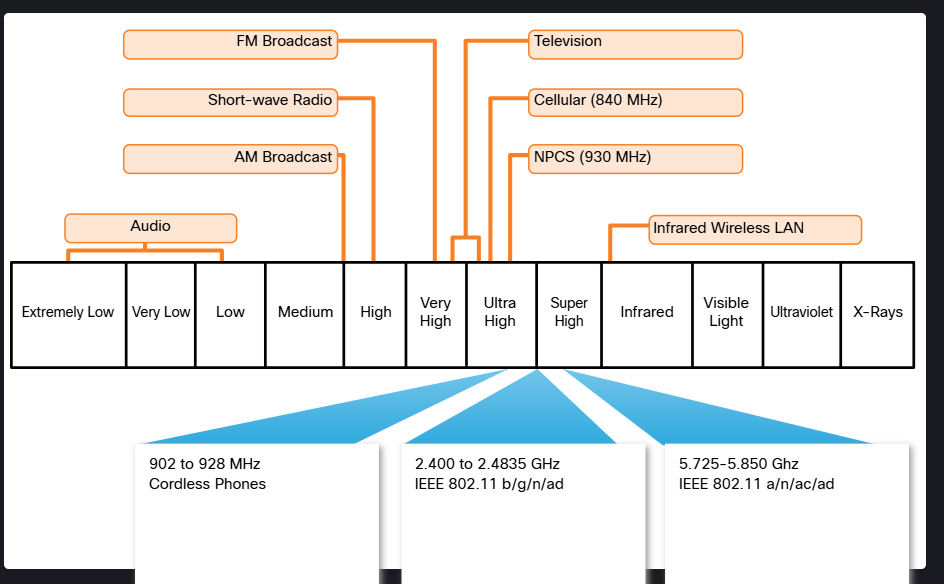 FM Broadcast
Television
Short-wave Radio
Cellular (840 MHz)
AM Broadcast
NPCS (930 MHz)
Audio
Infrared Wireless LAN
Extremely Low
Very Low
Low
Medium
High
Very
High
Ultra
High
Super
High
Infrared
Visible
Light
Ultraviolet
X-Rays
902 to 928 MHz
Cordless Phones
2.400 to 2.4835 GHz
IEEE 802.11 b/g/n/ad
5.725-5.850 Ghz
IEEE 802.11 a/n/ac/ad